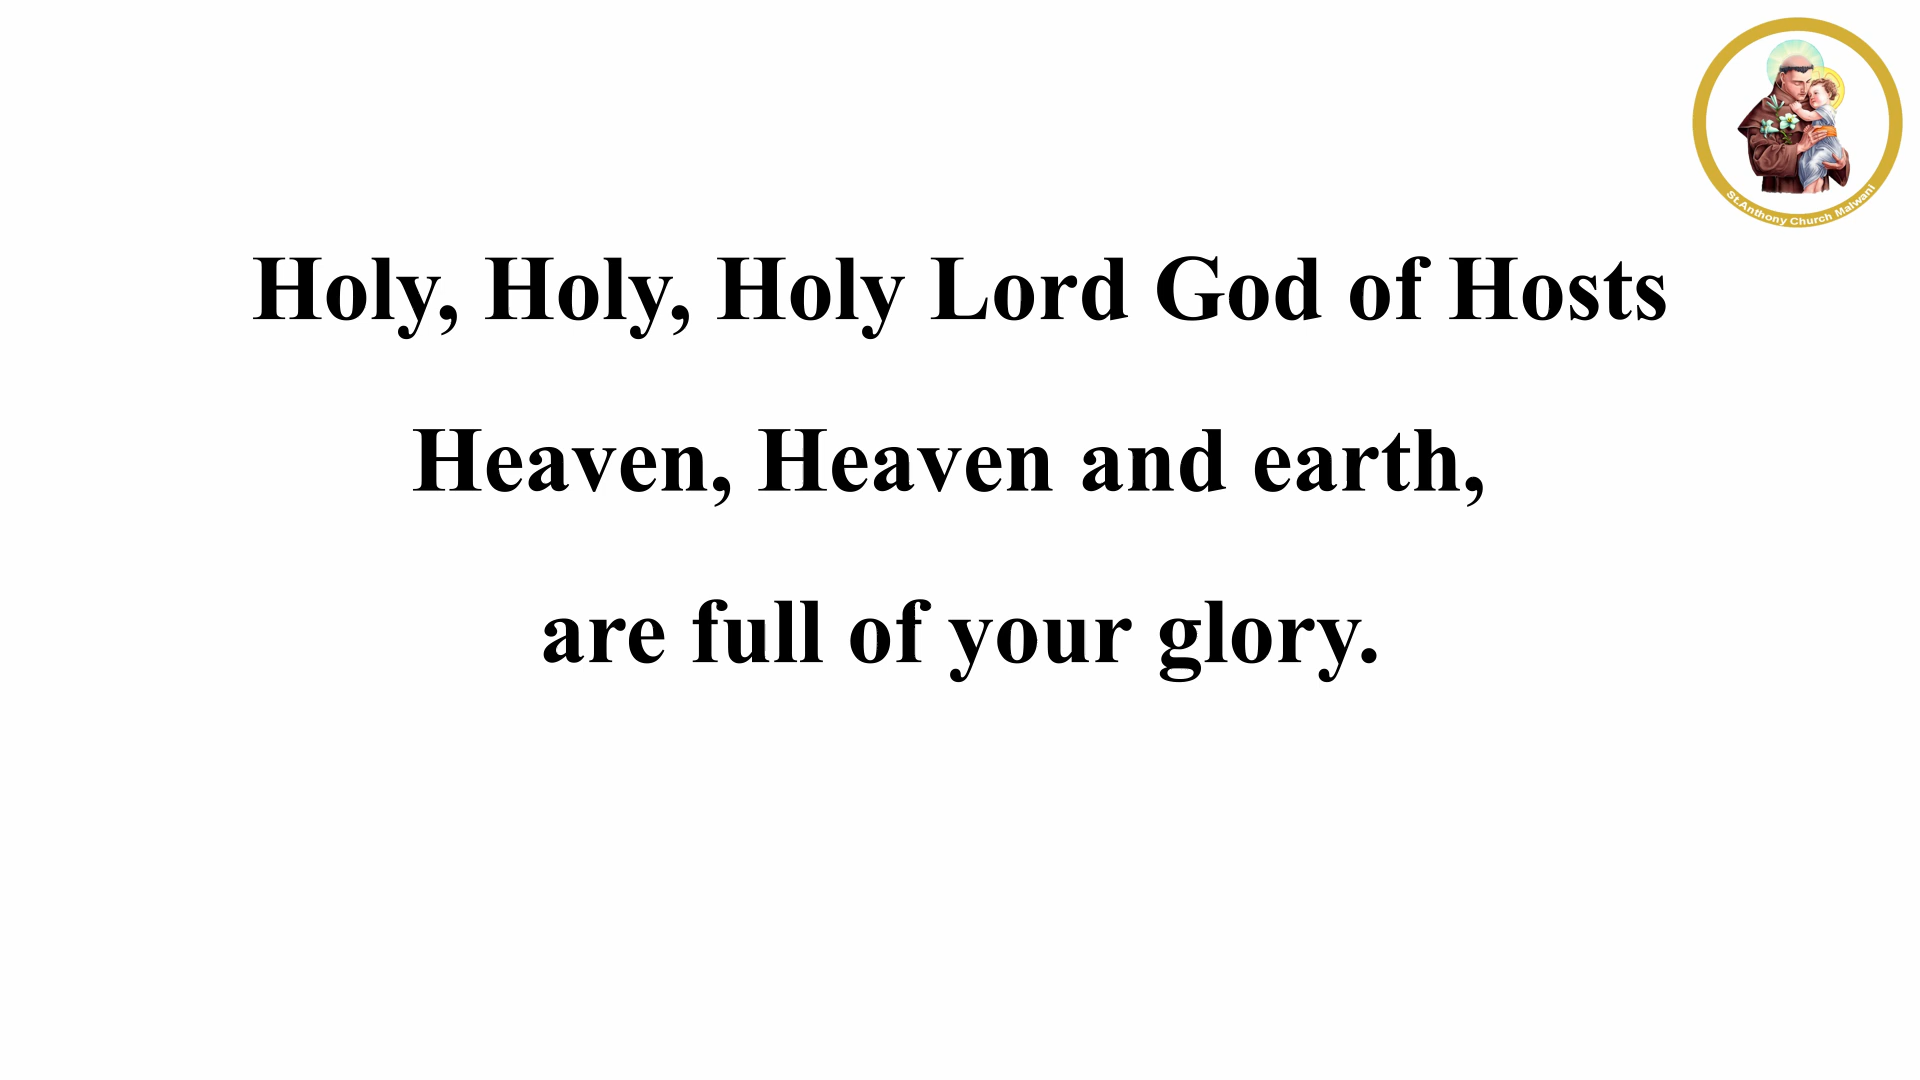 St.Anthony Church Malwani
Holy, Holy, Holy Lord God of Hosts
Heaven, Heaven and earth,
are full of your glory.